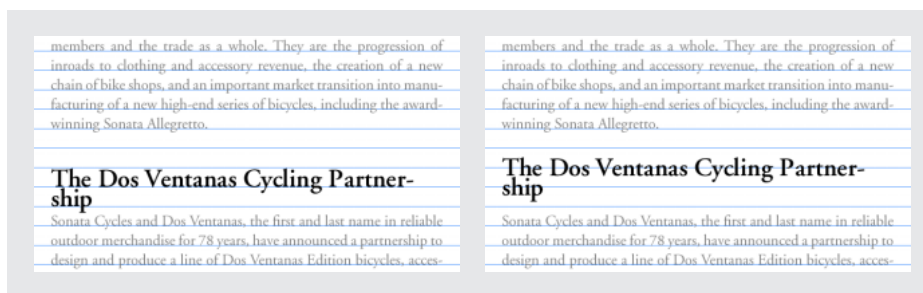 members and the trade as a whole. They are the progression of
inroads to clothing and accessory revenue, the creation of a new
chain of bike shops, and an important market transition into manu-
facturing of a new high-end series of bicycles, including the award-
winning Sonata Allegretto.
The Dos Ventanas Cycling Partner-
ship
Sonata Cycles and Dos Ventanas, the first and last name in reliable
outdoor merchandise for 78 years, have announced a partnership to
design and produce a line of Dos Ventanas Edition bicycles, acces-
members and the trade as a whole. They are the progression of
inroads to clothing and accessory revenue, the creation of a new
chain of bike shops, and an important market transition into manu-
facturing of a new high-end series of bicycles, including the award-
winning Sonata Allegretto.
The Dos Ventanas Cycling Partner-
ship
Sonata Cycles and Dos Ventanas, the first and last name in reliable
outdoor merchandise for 78 years, have announced a partnership to
design and produce a line of Dos Ventanas Edition bicycles, acces-